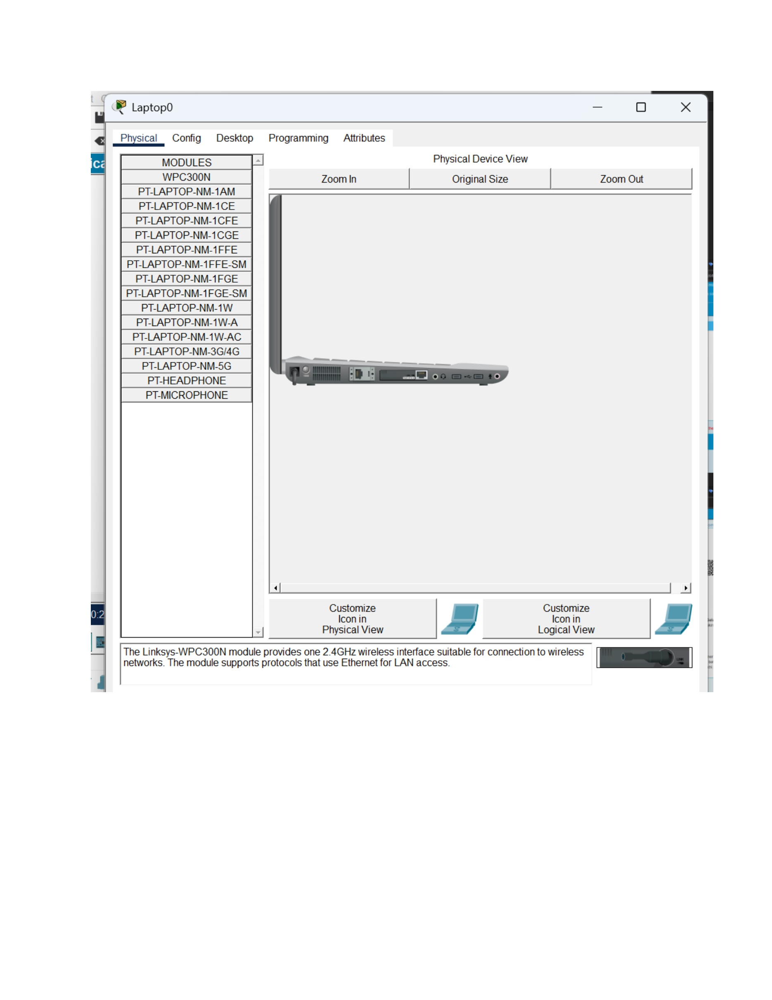 Laptop0
Physical Config Desktop Programming Attributes
MODULES
WPC300N
PT-LAPTOP-NM-1AM
PT-LAPTOP-NM-1CE
PT-LAPTOP-NM-1CFE
PT-LAPTOP-NM-1CGE
PT-LAPTOP-NM-1FFE
PT-LAPTOP-NM-1FFE-SM
PT-LAPTOP-NM-1FGE
PT-LAPTOP-NM-1FGE-SM
PT-LAPTOP-NM-1W
PT-LAPTOP-NM-1W-A
PT-LAPTOP-NM-1W-AC
PT-LAPTOP-NM-3G/4G
PT-LAPTOP-NM-5G
PT-HEADPHONE
PT-MICROPHONE
Physical Device View
Zoom In Original Size Zoom Out
Customize
Icon in
Physical View
Customize
Icon in
Logical View
The Linksys-WPC300N module provides one 2.4GHz wireless interface suitable for connection to wireless
networks. The module supports protocols that use Ethernet for LAN access.
LINK
ica
0:2